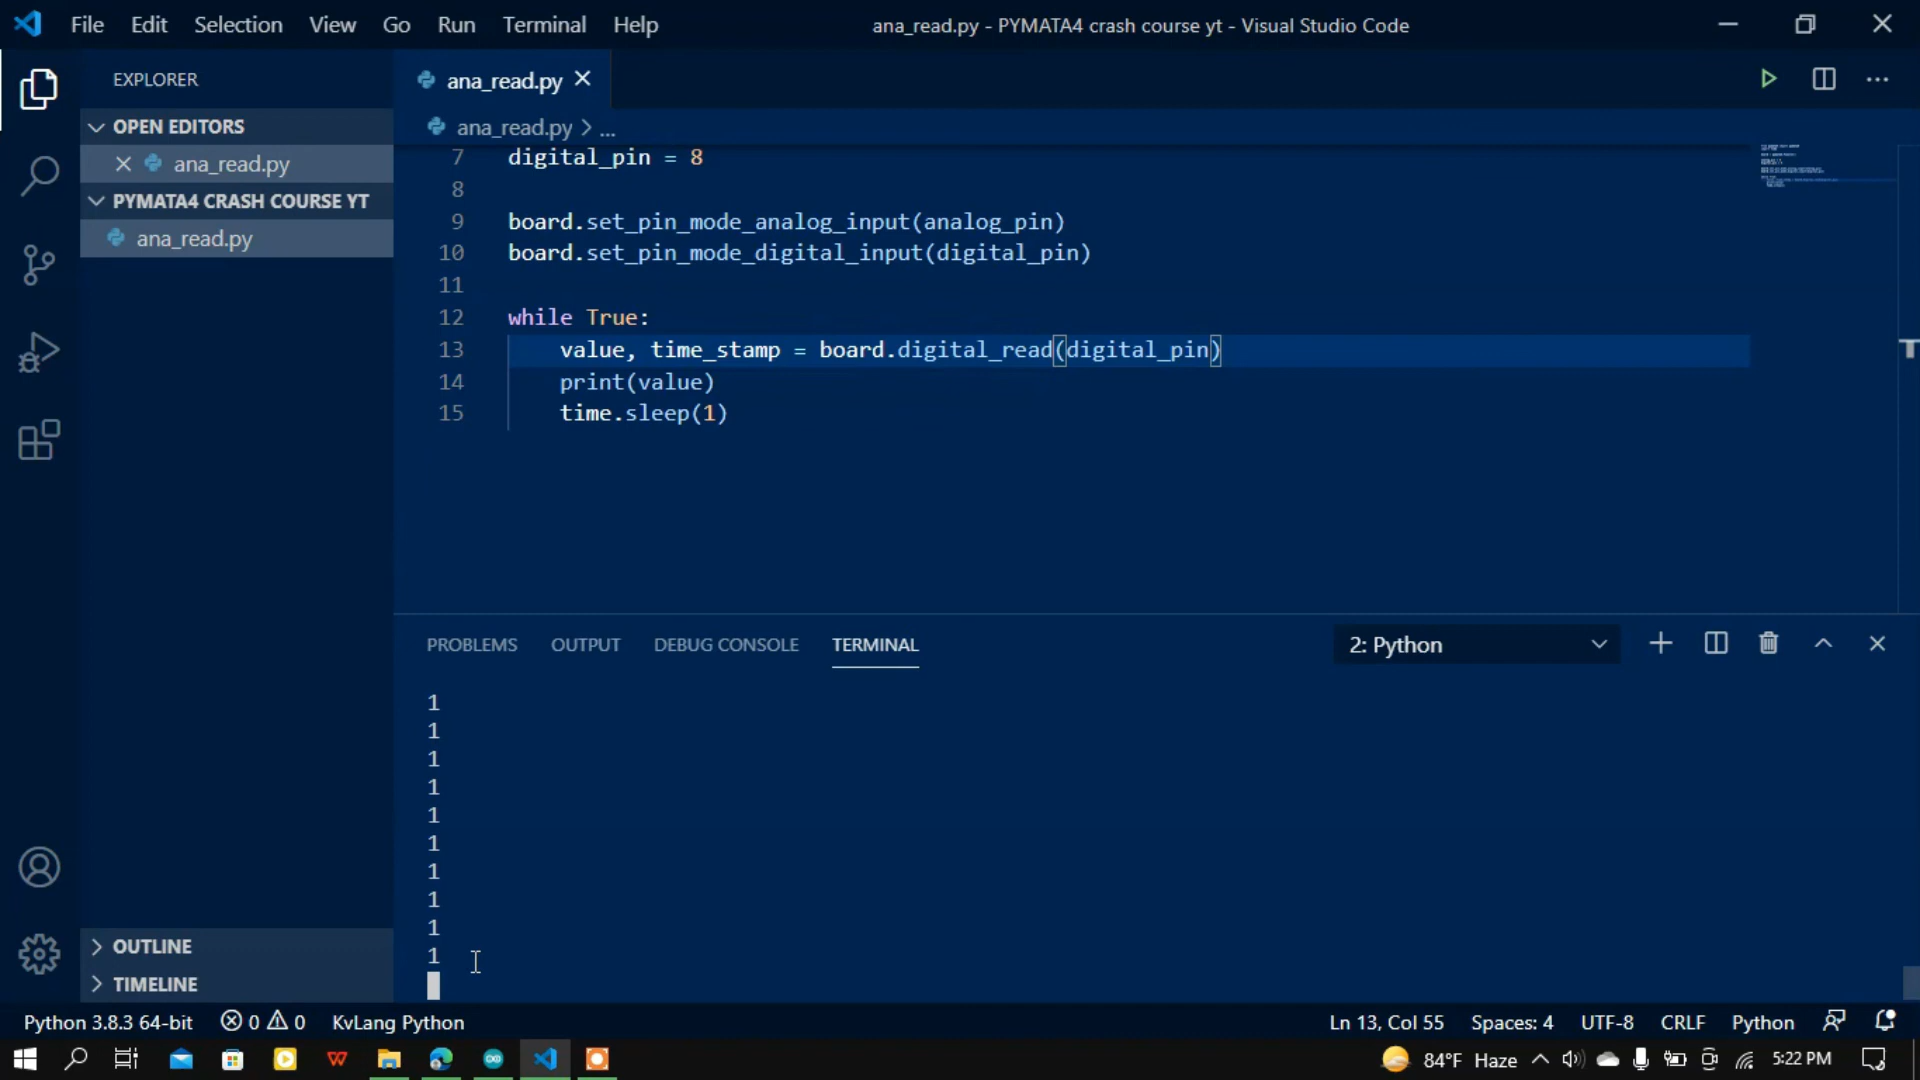 File Edit Selection View Go Run Terminal Help
ana_read.py - PYMATA4 crash course yt - Visual Studio Code
EXPLORER
OPEN EDITORS
ana_read.py
PYMATA4 CRASH COURSE YT
ana_read.py
OUTLINE
TIMELINE
ana_read.py
ana_read.py > ...
7 digital_pin = 8
8
9 board.set_pin_mode_analog_input(analog_pin)
10 board.set_pin_mode_digital_input(digital_pin)
11
12 while True:
13 value, time_stamp = board.digital_read(digital_pin)
14 print(value)
15 time.sleep(1)
PROBLEMS OUTPUT DEBUG CONSOLE TERMINAL
2: Python
1
1
1
1
1
1
1
1
1
1
Python 3.8.3 64-bit 0 0 KvLang Python
Ln 13, Col 55 Spaces: 4 UTF-8 CRLF Python
84°F Haze 5:22 PM